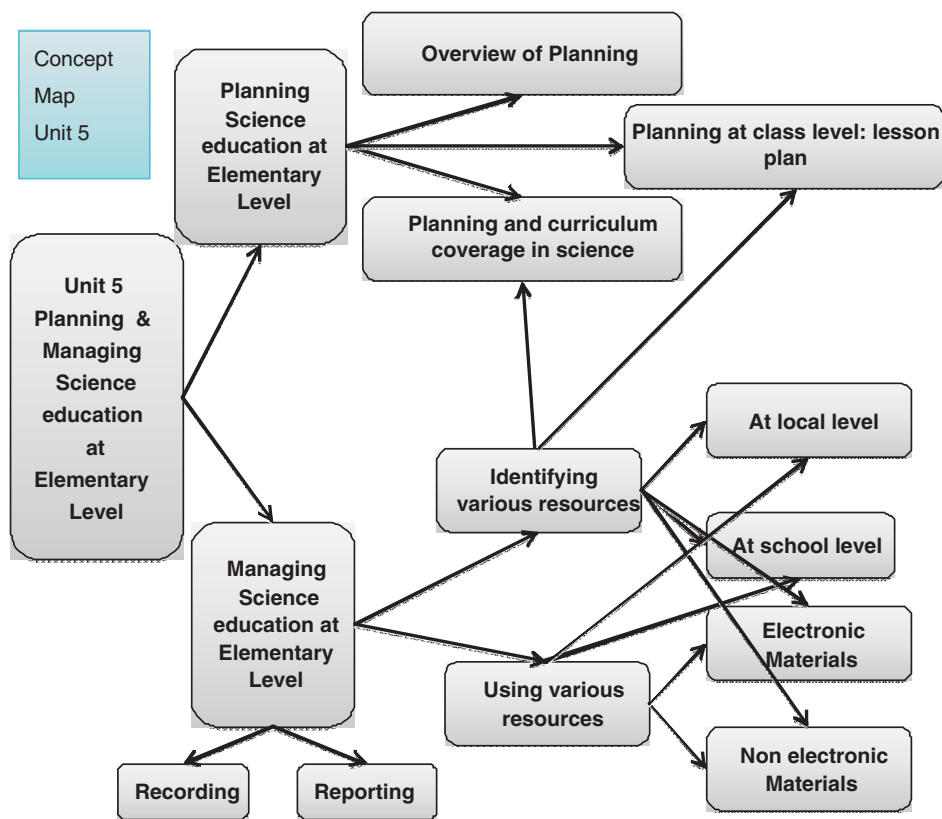 Concept
Map
Unit 5
Planning
Science
education at
Elementary
Level
Overview of Planning
Planning at class level: lesson
plan
Planning and curriculum
coverage in science
Unit 5
Planning &
Managing
Science
education
at
Elementary
Level
At local level
Identifying
various resources
At school level
Managing
Science
education at
Elementary
Level
Electronic
Materials
Using various
resources
Non electronic
Materials
Recording
Reporting